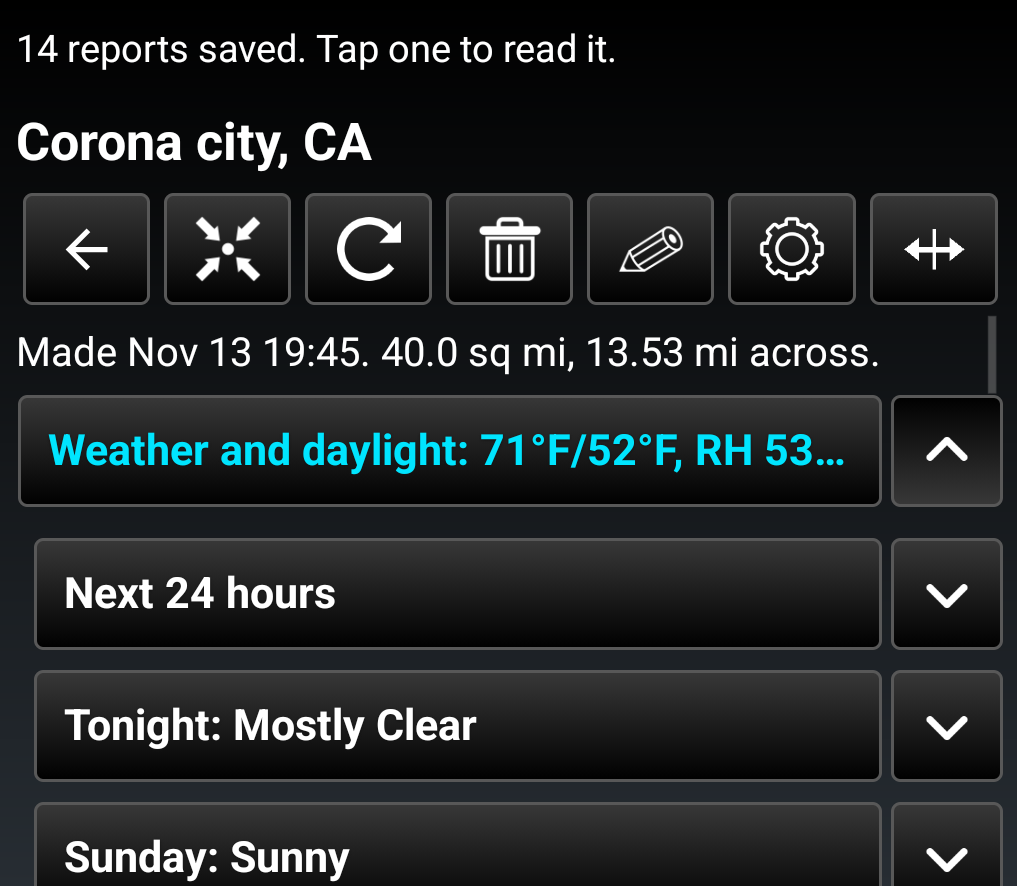 14 reports saved. Tap one to read it.
Corona city, CA
Made Nov 13 19:45. 40.0 sq mi, 13.53 mi across.
Weather and daylight: 71°F/52°F, RH 53...
Next 24 hours
Tonight: Mostly Clear
Sunday: Sunny